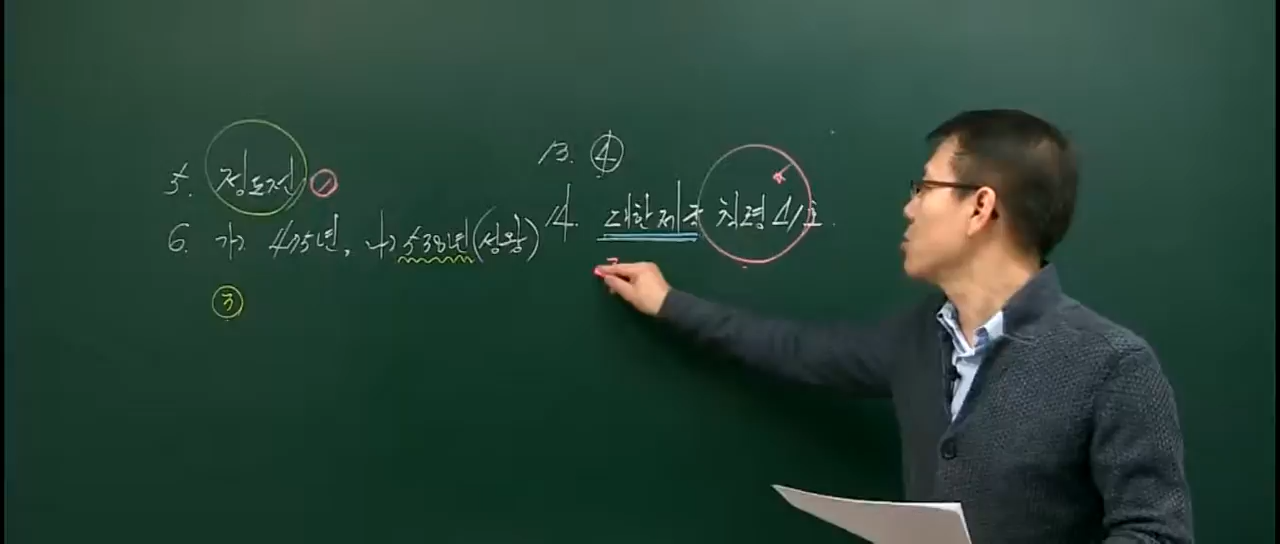 5. 정도전 ①
6. 가) 475년, 나) 538년(성왕)
③
13. ④
14. 대한제국 칙령 41호.